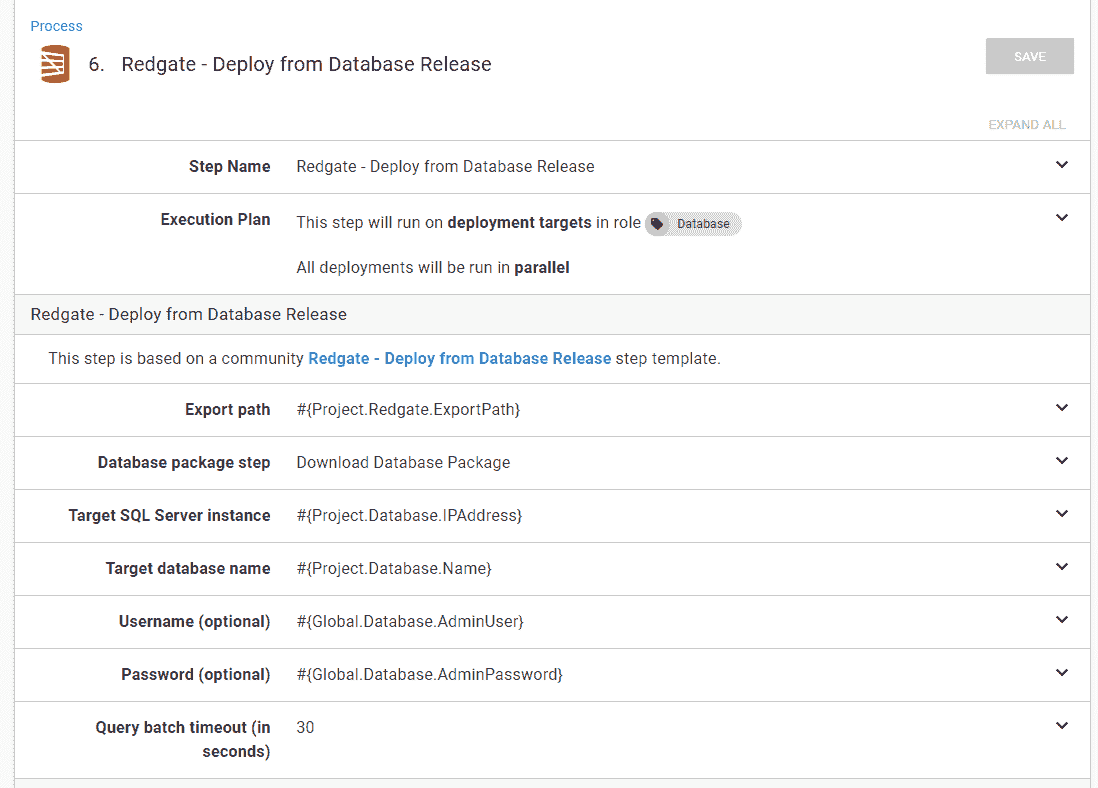 Process
6. Redgate - Deploy from Database Release
SAVE
EXPAND ALL
Step Name Redgate - Deploy from Database Release
Execution Plan This step will run on deployment targets in role Database
All deployments will be run in parallel
Redgate - Deploy from Database Release
This step is based on a community Redgate - Deploy from Database Release step template.
Export path #{Project.Redgate.ExportPath}
Database package step Download Database Package
Target SQL Server instance #{Project.Database.IPAddress}
Target database name #{Project.Database.Name}
Username (optional) #{Global.Database.AdminUser}
Password (optional) #{Global.Database.AdminPassword}
Query batch timeout (in 30
seconds)